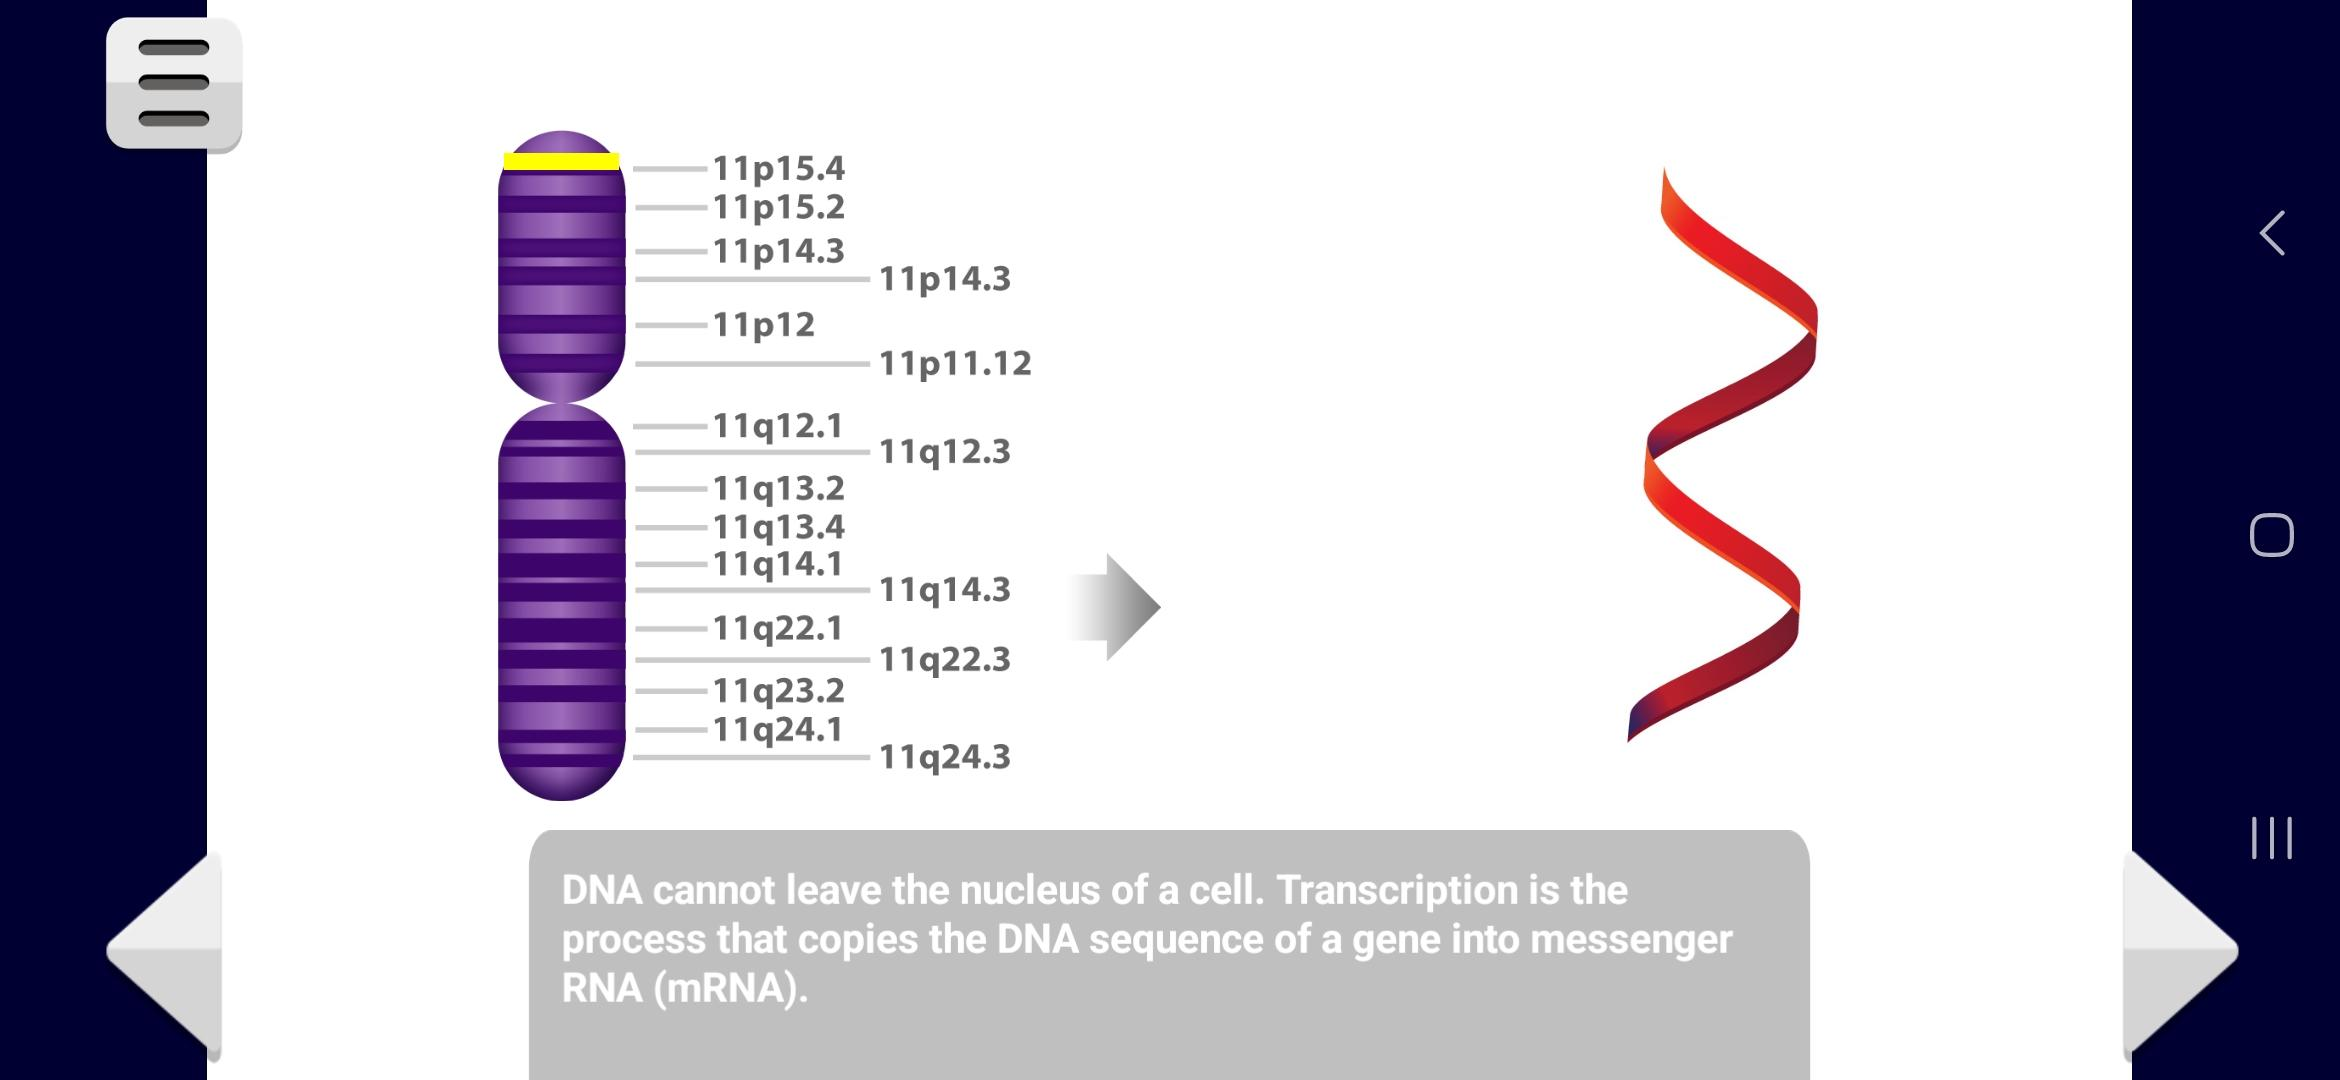 11p15.4
11p15.2
11p14.3
11p14.3
11p12
11p11.12
11q12.1
11q12.3
11q13.2
11q13.4
11q14.1
11q14.3
11q22.1
11q22.3
11q23.2
11q24.1
11q24.3
DNA cannot leave the nucleus of a cell. Transcription is the
process that copies the DNA sequence of a gene into messenger
RNA (mRNA).